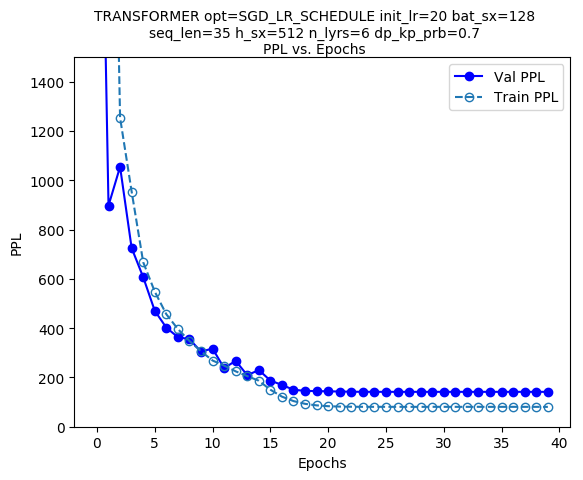 TRANSFORMER opt=SGD_LR_SCHEDULE init_lr=20 bat_sx=128
seq_len=35 h_sx=512 n_lyrs=6 dp_kp_prb=0.7
PPL vs. Epochs
Val PPL
Train PPL
1400
1200
1000
800
600
400
200
0
PPL
0 5 10 15 20 25 30 35 40
Epochs